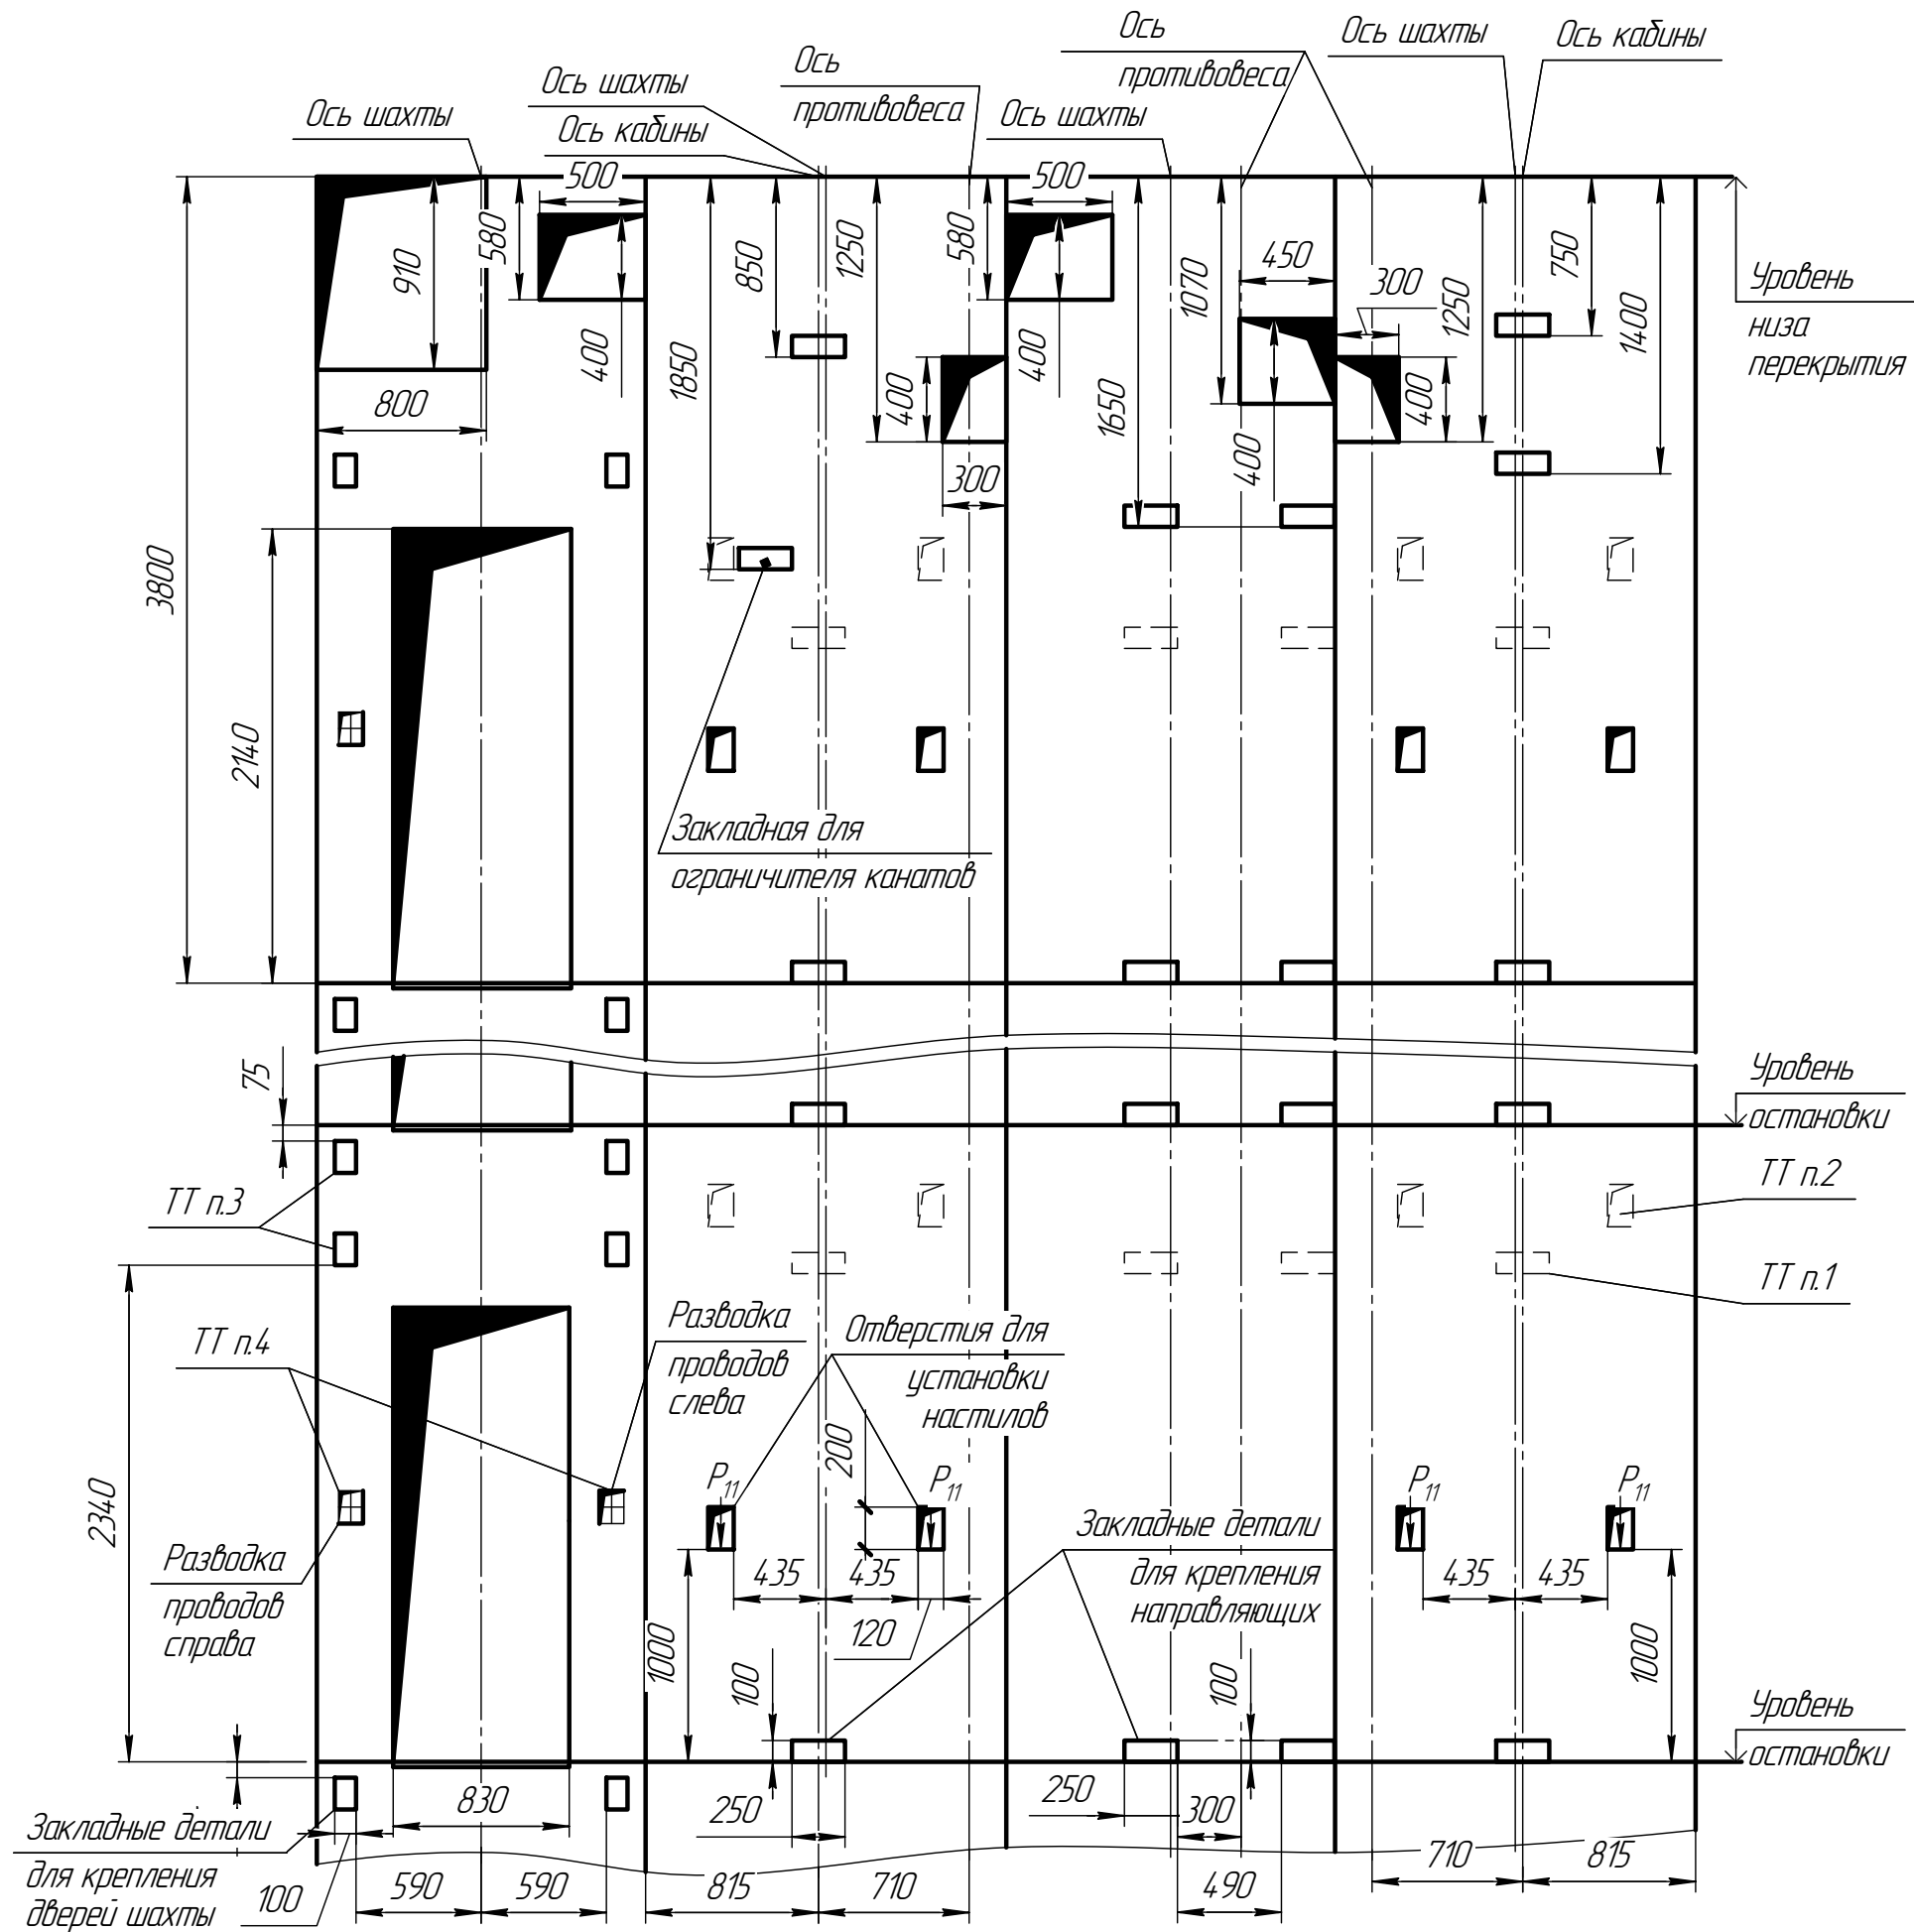 Ось
противовеса
Ось шахты
Ось кабины
Ось шахты
Ось кабины
Ось
противовеса
Ось шахты
Ось шахты
500
500
580
910
400
800
1850
850
1250
580
400
400
300
1070
1650
450
400
300
1250
400
750
1400
Уровень
низа
перекрытия
3800
2140
Закладная для
ограничителя канатов
75
Уровень
остановки
ТТ п.3
ТТ п.2
ТТ п.1
ТТ п.4
Разводка
проводов
слева
Отверстия для
установки
настилов
2340
200
P11
P11
P11
P11
Разводка
проводов
справа
Закладные детали
для крепления
направляющих
435
435
435
435
120
1000
100
100
1000
Уровень
остановки
830
250
250
300
Закладные детали
для крепления
дверей шахты
100
590
590
815
710
490
710
815